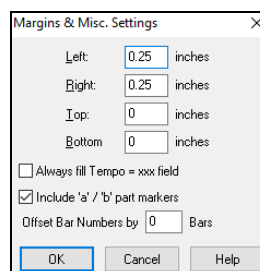 Margins & Misc. Settings
Left: 0.25 inches
Right: 0.25 inches
Top: 0 inches
Bottom 0 inches
Always fill Tempo = xxx field
Include 'a' / 'b' part markers
Offset Bar Numbers by 0 Bars
OK Cancel Help